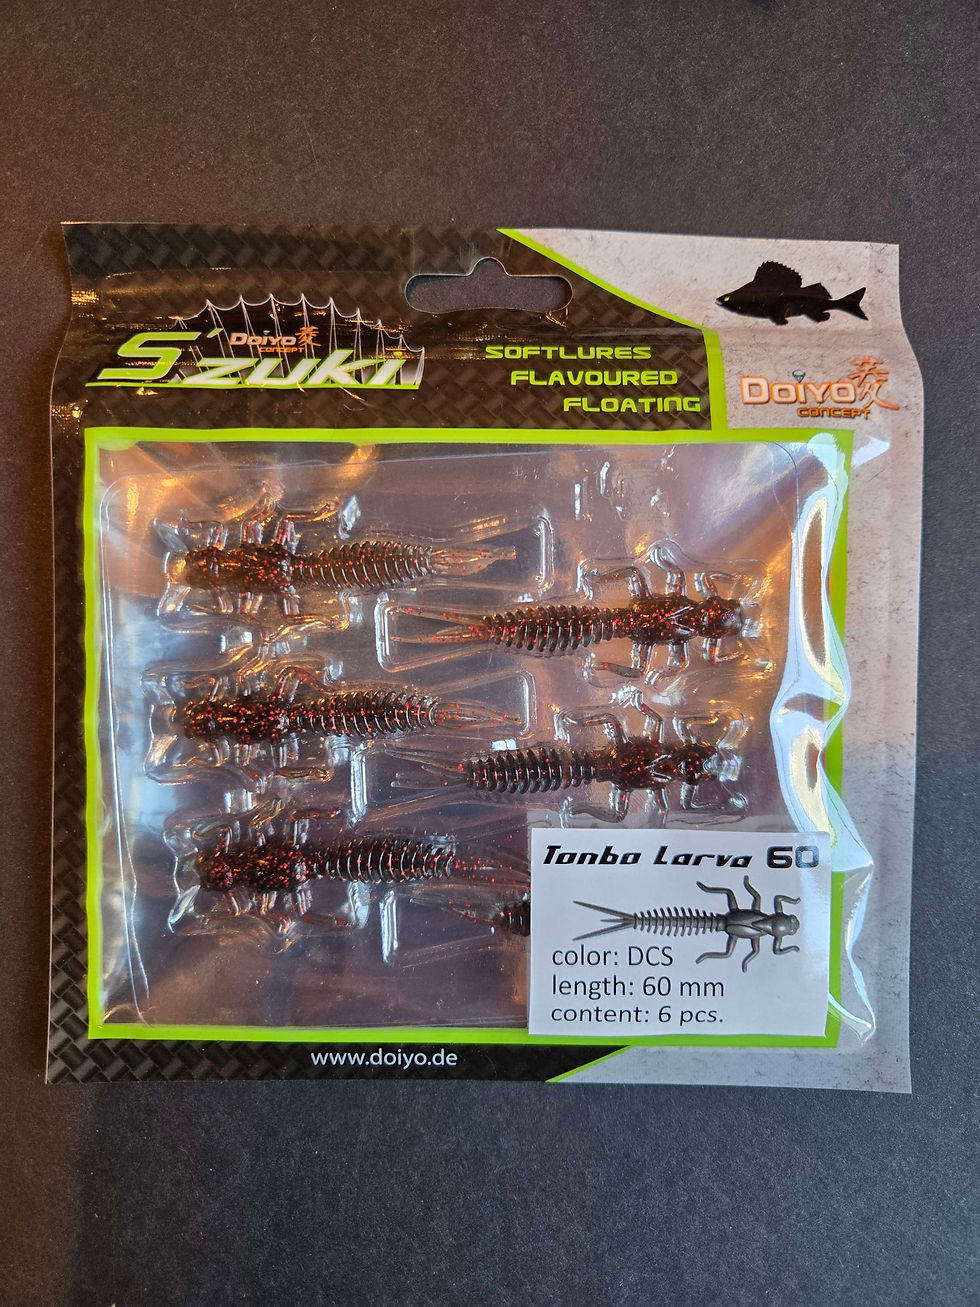 S'zuki
DOIYO
CONCEPT
SOFTLURES
FLAVOURED
FLOATING
DOIYO
CONCEPT
Tanba Larva 60
color: DCS
length: 60 mm
content: 6 pcs.
www.doiyo.de